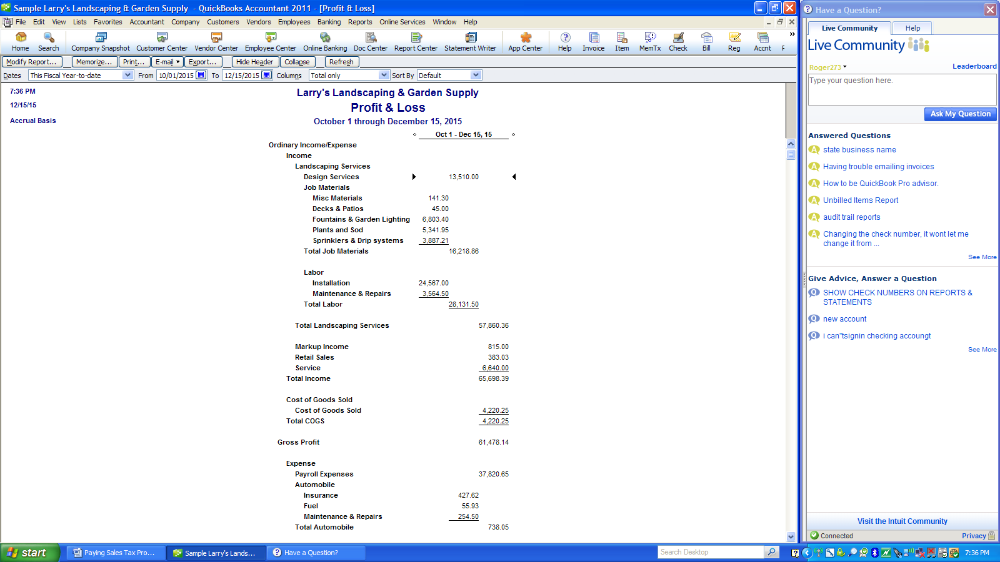 Sample Larry's Landscaping & Garden Supply - QuickBooks Accountant 2011 - [Profit & Loss]
File Edit View Lists Favorites Accountant Company Customers Vendors Employees Banking Reports Online Services Window Help
Home Search Company Snapshot Customer Center Vendor Center Employee Center Online Banking Doc Center Report Center Statement Writer App Center Help Invoice Item MemTx Check Bill Reg Accnt F
Modify Report... Memorize... Print... E-mail Export... Hide Header Collapse Refresh
Dates This Fiscal Year-to-date From 10/01/2015 To 12/15/2015 Columns Total only Sort By Default
7:36 PM
12/15/15
Accrual Basis
Larry's Landscaping & Garden Supply
Profit & Loss
October 1 through December 15, 2015
Oct 1 - Dec 15, 15
Ordinary Income/Expense
Income
Landscaping Services
Design Services 13,510.00
Job Materials
Misc Materials 141.30
Decks & Patios 45.00
Fountains & Garden Lighting 6,803.40
Plants and Sod 5,341.95
Sprinklers & Drip systems 3,887.21
Total Job Materials 16,218.86
Labor
Installation 24,567.00
Maintenance & Repairs 3,564.50
Total Labor 28,131.50
Total Landscaping Services 57,860.36
Markup Income 815.00
Retail Sales 383.03
Service 6,640.00
Total Income 65,698.39
Cost of Goods Sold
Cost of Goods Sold 4,220.25
Total COGS 4,220.25
Gross Profit 61,478.14
Expense
Payroll Expenses 37,820.65
Automobile
Insurance 427.62
Fuel 55.93
Maintenance & Repairs 254.50
Total Automobile 738.05
Have a Question?
Live Community Help
Live Community
Roger273 Leaderboard
Type your question here.
Ask My Question
Answered Questions
state business name
Having trouble emailing invoices
How to be QuickBook Pro advisor.
Unbilled Items Report
audit trail reports
Changing the check number, it wont let me
change it from ...
See More
Give Advice, Answer a Question
SHOW CHECK NUMBERS ON REPORTS &
STATEMENTS
new account
i can"tsignin checking accoungt
See More
Visit the Intuit Community
Connected Privacy
start Paying Sales Tax Pro... Sample Larry's Lands... Have a Question? Search Desktop 7:36 PM